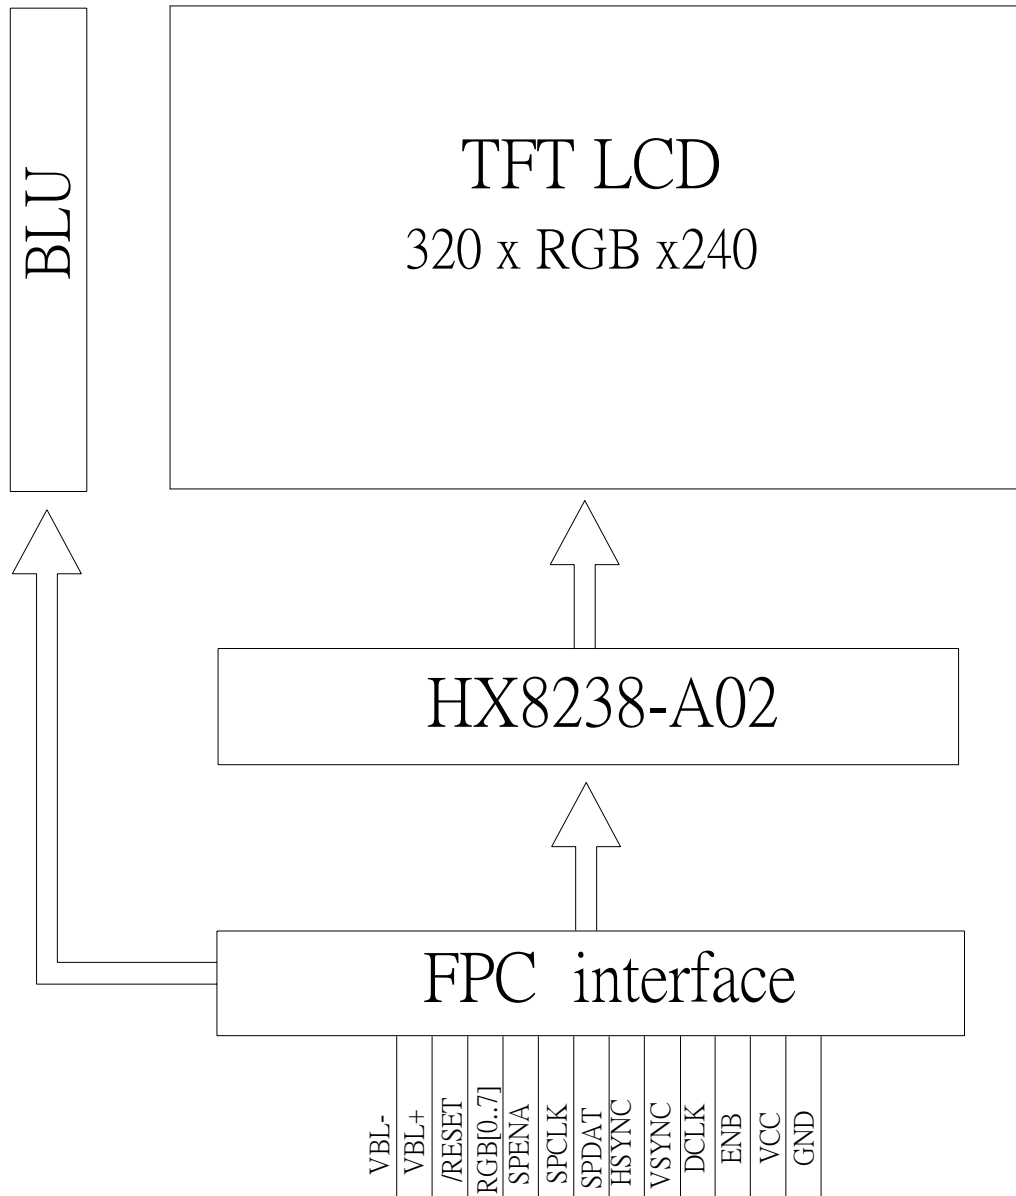 BLU
TFT LCD
320 x RGB x240
HX8238-A02
FPC interface
VBL-
VBL+
/RESET
RGB[0..7]
SPENA
SPCLK
SPDAT
HSYNC
VSYNC
DCLK
ENB
VCC
GND